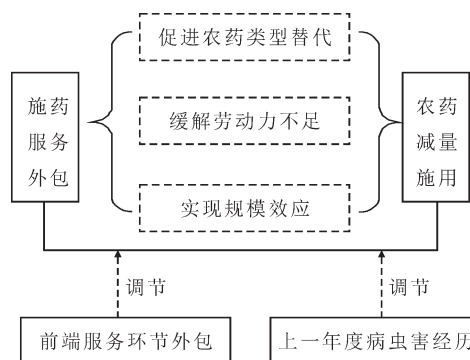 促进农药类型替代
施药
服务
外包
缓解劳动力不足
农药
减量
施用
实现规模效应
调节
调节
前端服务环节外包
上一年度病虫害经历